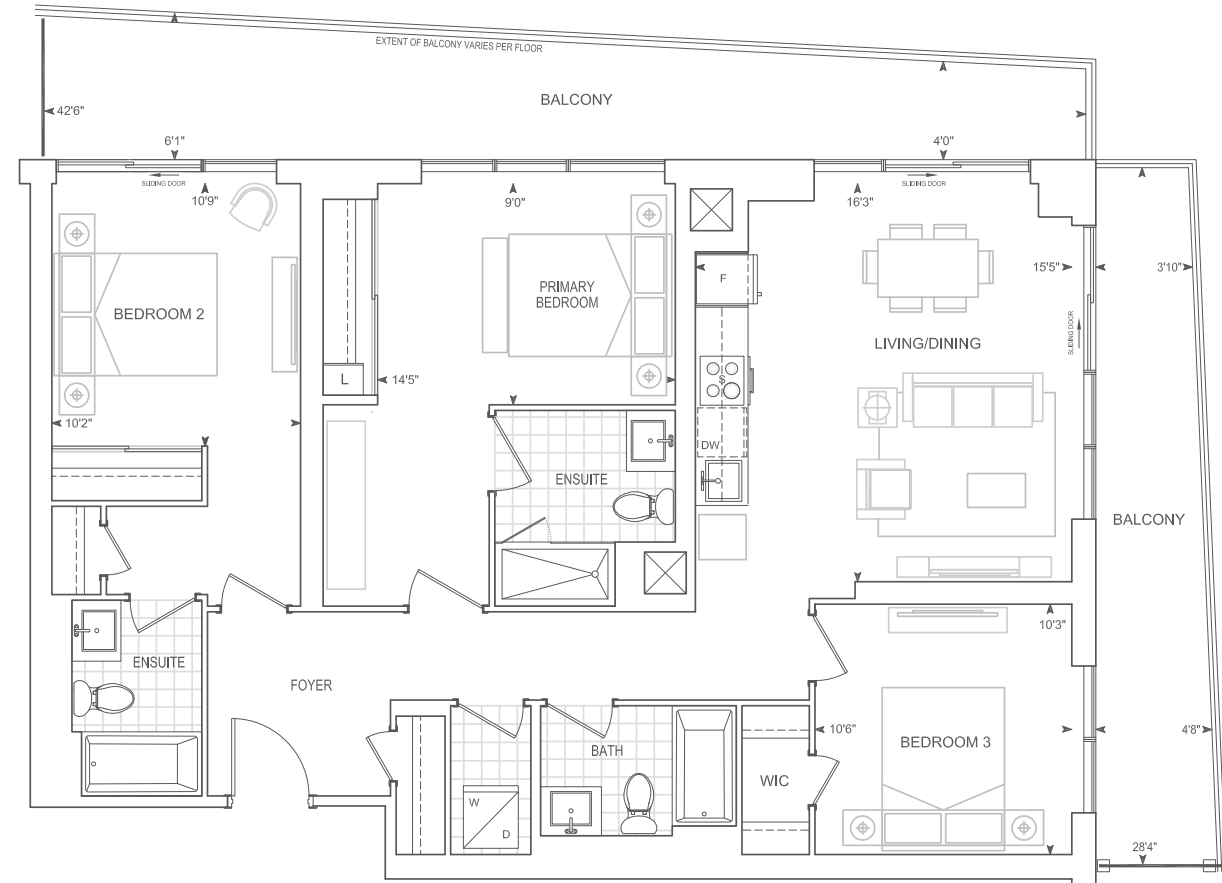 EXTENT OF BALCONY VARIES PER FLOOR
BALCONY
42'6"
6'1"
4'0"
SLIDING DOOR
SLIDING DOOR
10'9"
9'0"
16'3"
F
15'5"
3'10"
PRIMARY
BEDROOM
BEDROOM 2
SLIDING DOOR
LIVING/DINING
L
14'5"
S
10'2"
DW
ENSUITE
BALCONY
10'3"
ENSUITE
FOYER
10'6"
4'8"
BEDROOM 3
BATH
WIC
W
D
28'4"